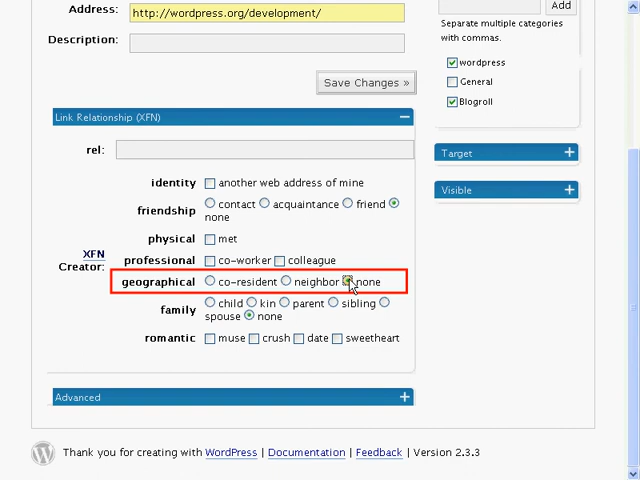 Address: http://wordpress.org/development/
Add
Separate multiple categories
with commas.
Description:
wordpress
General
Blogroll
Save Changes »
Link Relationship (XFN) −
rel:
Target +
Visible +
identity another web address of mine
friendship contact acquaintance friend
none
physical met
XFN
Creator:
professional co-worker colleague
geographical co-resident neighbor none
family child kin parent sibling
spouse none
romantic muse crush date sweetheart
Advanced +
Thank you for creating with WordPress | Documentation | Feedback | Version 2.3.3